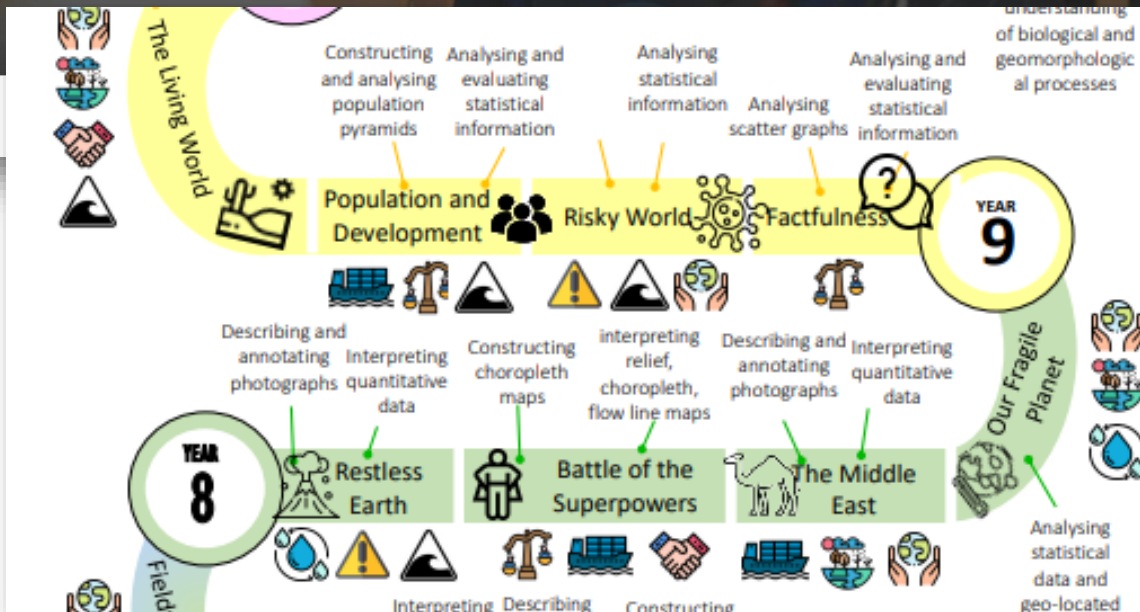 understanding
of biological and
geomorphologic
al processes
The Living World
Constructing
and analysing
population
pyramids
Analysing and
evaluating
statistical
information
Analysing
statistical
information
Analysing
scatter graphs
Analysing and
evaluating
statistical
information
Population and
Development
Risky World
Factfulness
?
YEAR
9
Describing and
annotating
photographs
Interpreting
quantitative
data
Constructing
choropleth
maps
interpreting
relief,
choropleth,
flow line maps
Describing and
annotating
photographs
Interpreting
quantitative
data
Our Fragile
Planet
YEAR
8
Restless
Earth
Battle of the
Superpowers
The Middle
East
Analysing
statistical
data and
geo-located
Field
Interpreting
Describing
Constructing